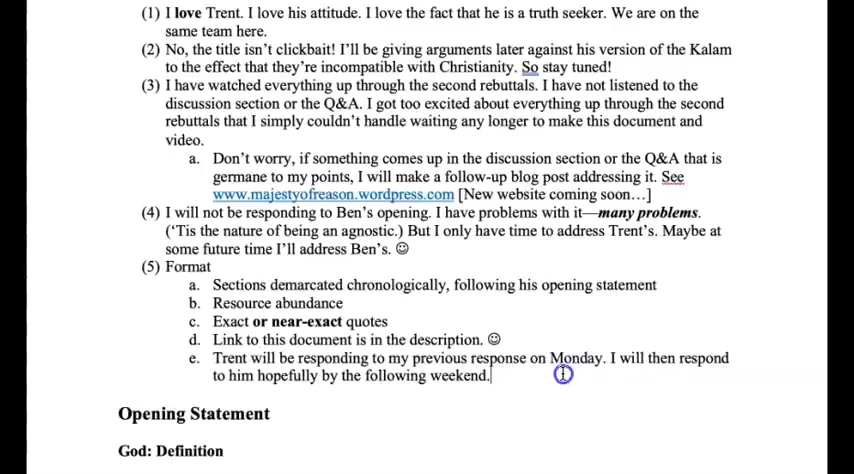 (1) I love Trent. I love his attitude. I love the fact that he is a truth seeker. We are on the
same team here.
(2) No, the title isn’t clickbait! I’ll be giving arguments later against his version of the Kalam
to the effect that they’re incompatible with Christianity. So stay tuned!
(3) I have watched everything up through the second rebuttals. I have not listened to the
discussion section or the Q&A. I got too excited about everything up through the second
rebuttals that I simply couldn’t handle waiting any longer to make this document and
video.
a. Don’t worry, if something comes up in the discussion section or the Q&A that is
germane to my points, I will make a follow-up blog post addressing it. See
www.majestyofreason.wordpress.com [New website coming soon…]
(4) I will not be responding to Ben’s opening. I have problems with it—many problems.
(‘Tis the nature of being an agnostic.) But I only have time to address Trent’s. Maybe at
some future time I’ll address Ben’s. ☺
(5) Format
a. Sections demarcated chronologically, following his opening statement
b. Resource abundance
c. Exact or near-exact quotes
d. Link to this document is in the description. ☺
e. Trent will be responding to my previous response on Monday. I will then respond
to him hopefully by the following weekend.
Opening Statement
God: Definition